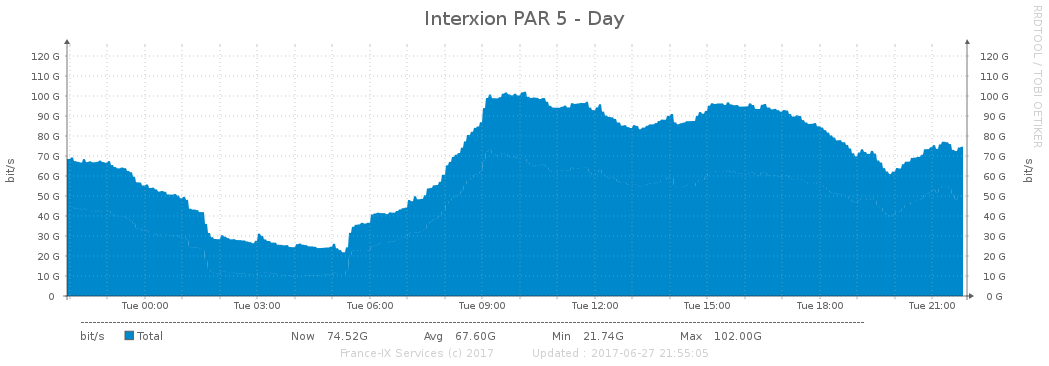 Interxion PAR 5 - Day
RRDTOOL / TOBI OETIKER
bit/s
120 G 120 G
110 G 110 G
100 G 100 G
90 G 90 G
80 G 80 G
70 G 70 G
60 G 60 G
50 G 50 G
40 G 40 G
30 G 30 G
20 G 20 G
10 G 10 G
0 0 G
bit/s
Tue 00:00 Tue 03:00 Tue 06:00 Tue 09:00 Tue 12:00 Tue 15:00 Tue 18:00 Tue 21:00
bit/s Total Now 74.52G Avg 67.60G Min 21.74G Max 102.00G
France-IX Services (c) 2017 Updated : 2017-06-27 21:55:05